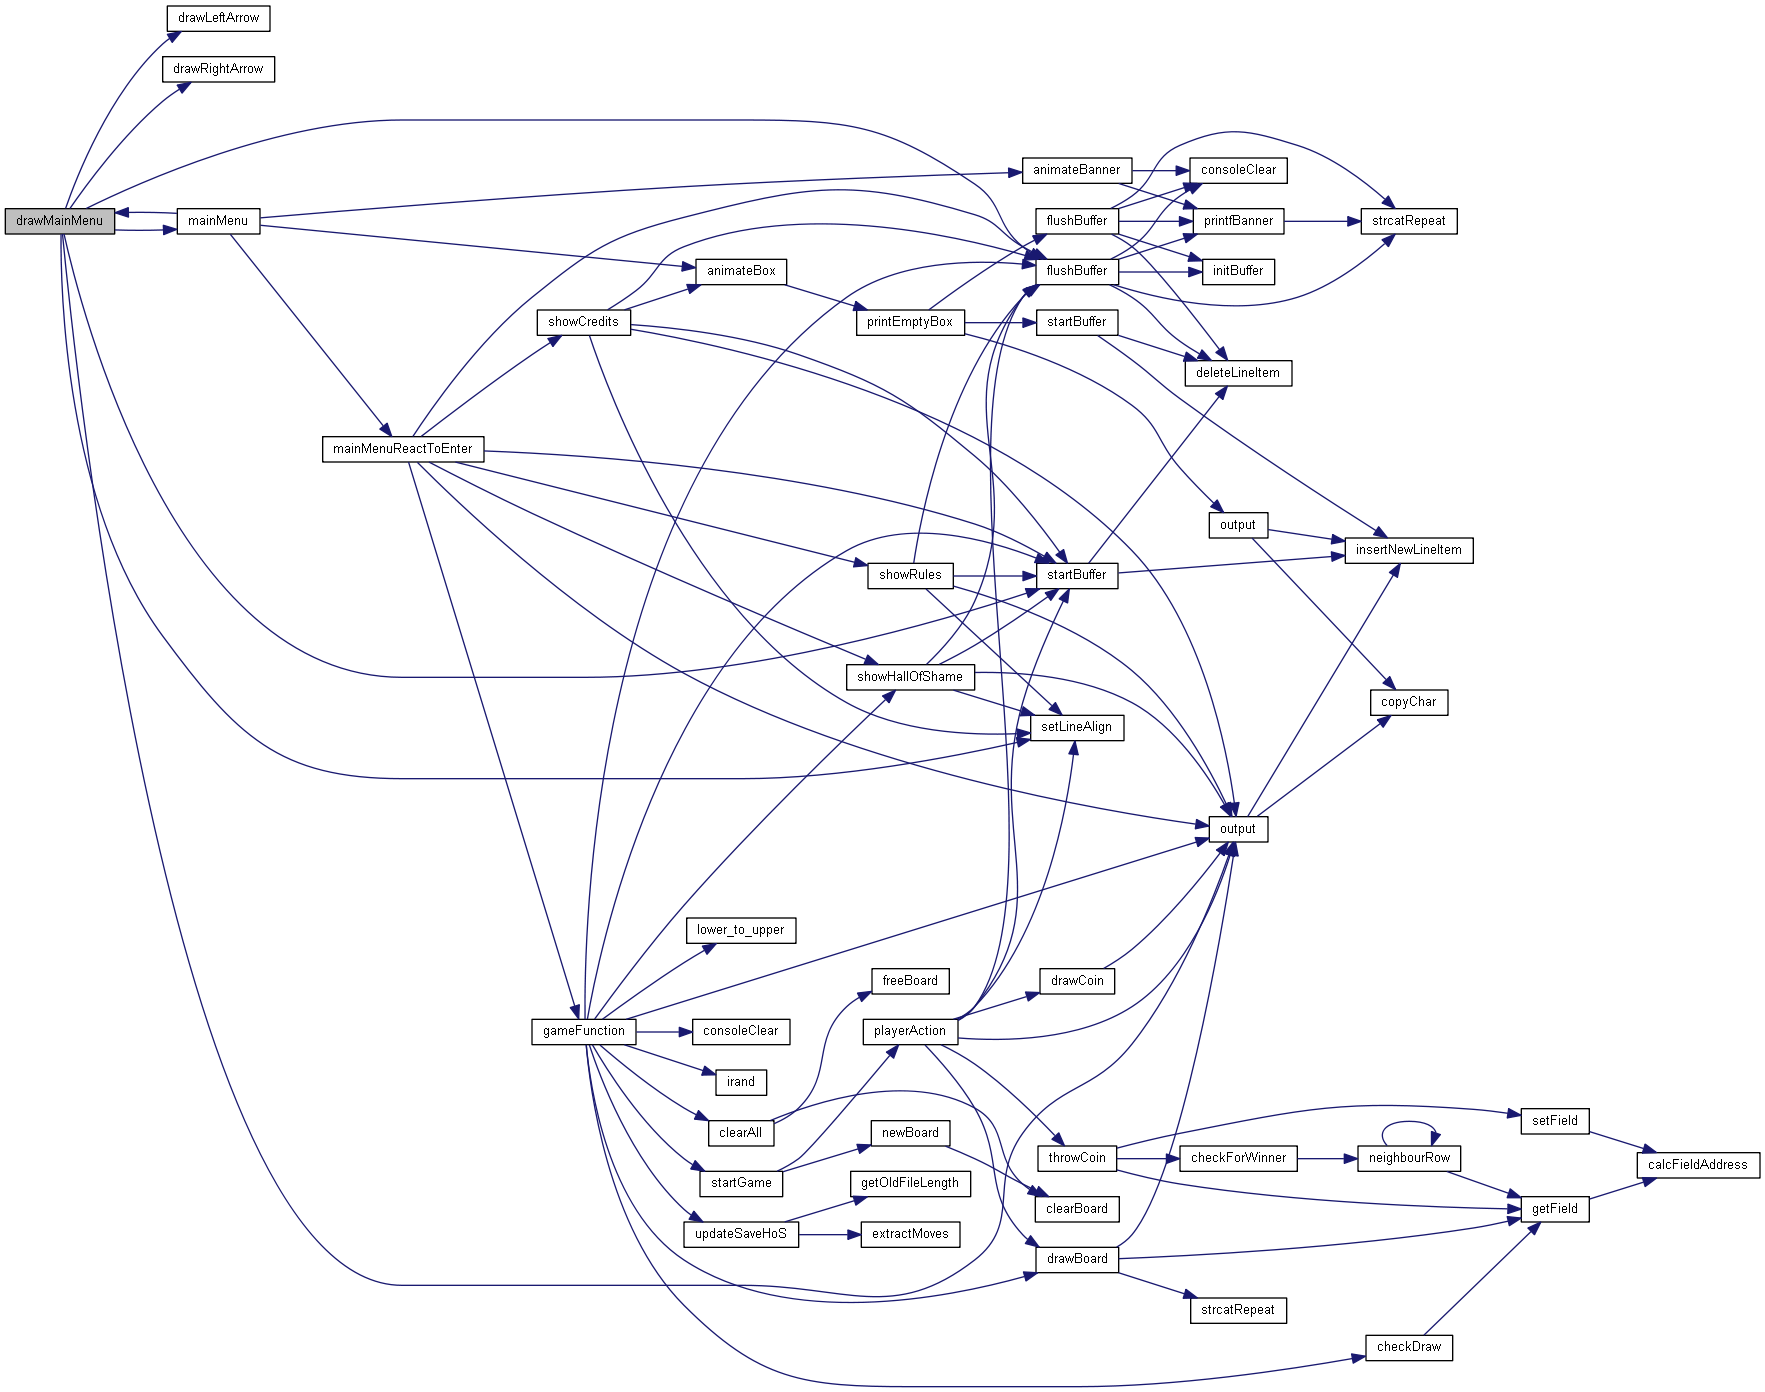 drawLeftArrow
drawRightArrow
animateBanner
consoleClear
drawMainMenu
mainMenu
flushBuffer
printfBanner
strcatRepeat
animateBox
flushBuffer
initBuffer
showCredits
printEmptyBox
startBuffer
deleteLineItem
mainMenuReactToEnter
output
insertNewLineItem
showRules
startBuffer
showHallOfShame
copyChar
setLineAlign
output
lower_to_upper
freeBoard
drawCoin
gameFunction
consoleClear
playerAction
irand
setField
clearAll
newBoard
throwCoin
checkForWinner
neighbourRow
calcFieldAddress
startGame
getOldFileLength
clearBoard
getField
updateSaveHoS
extractMoves
drawBoard
strcatRepeat
checkDraw